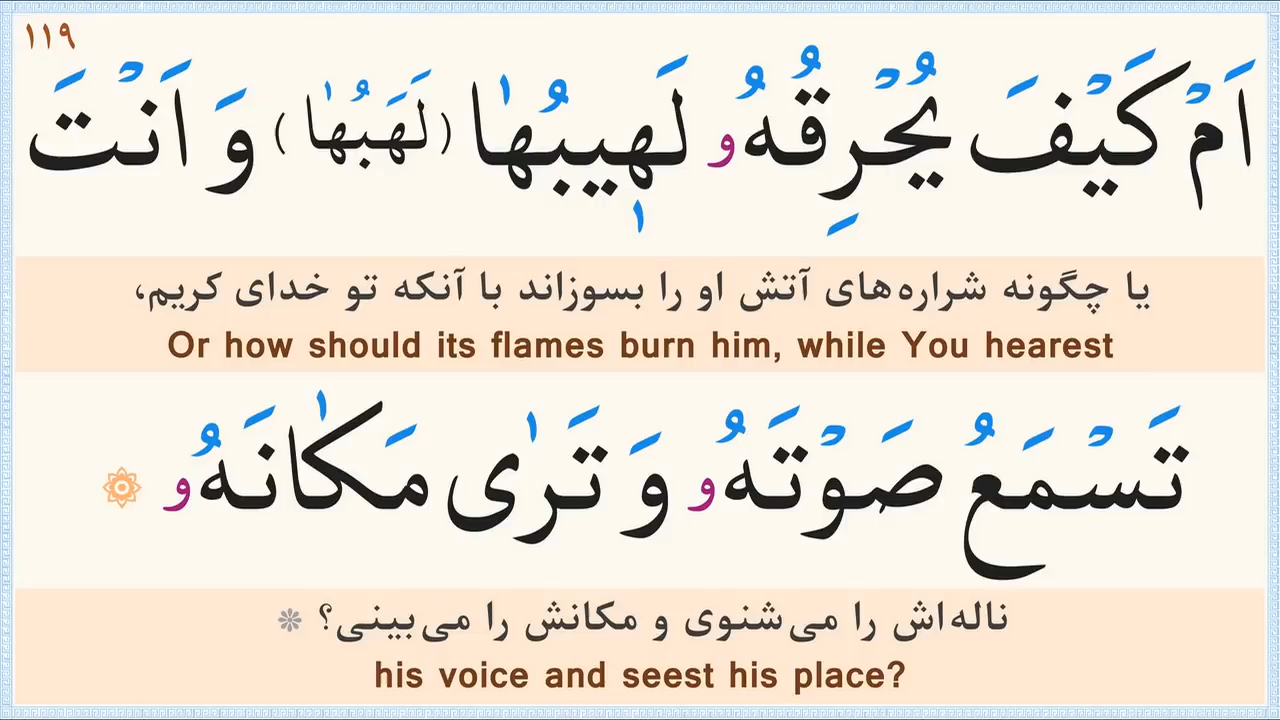 ١١٩
اَمْ كَيْفَ يُحْرِقُهُ و لَهيٖبُهٰا (لَهَبُهٰا) وَ اَنْتَ
یا چگونه شراره‌های آتش او را بسوزاند با آنکه تو خدای کریم،
Or how should its flames burn him, while You hearest
تَسْمَعُ صَوْتَهُ و وَ تَرٰى مَكٰانَهُ و
ناله‌اش را می‌شنوی و مکانش را می‌بینی؟
his voice and seest his place?